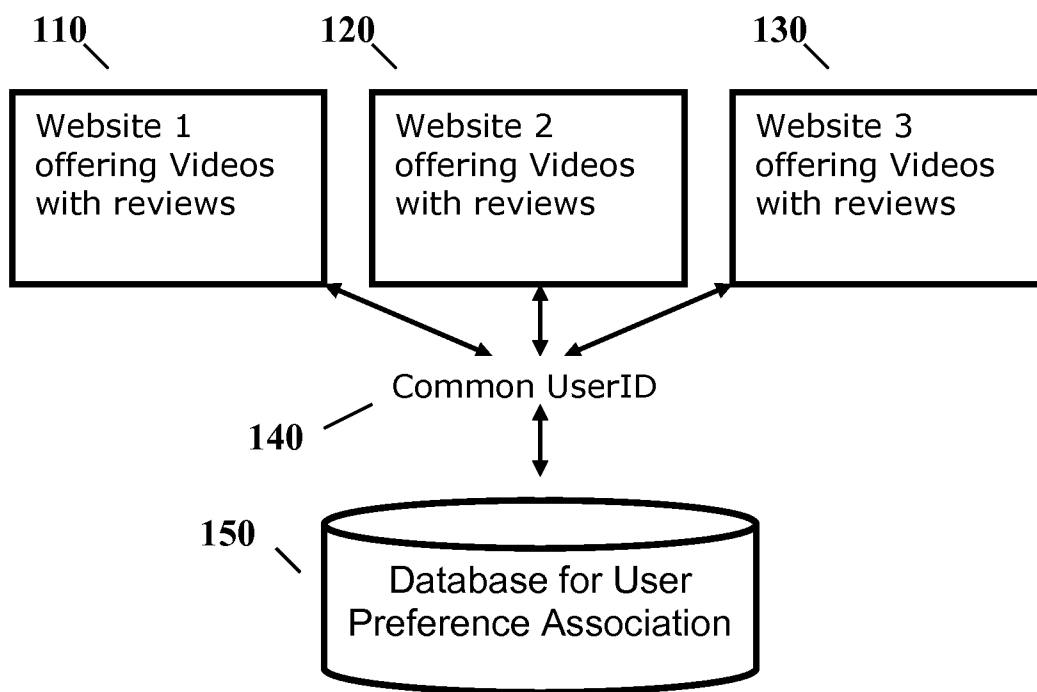 110
120
130
Website 1
offering Videos
with reviews
Website 2
offering Videos
with reviews
Website 3
offering Videos
with reviews
Common UserID
140
150
Database for User
Preference Association